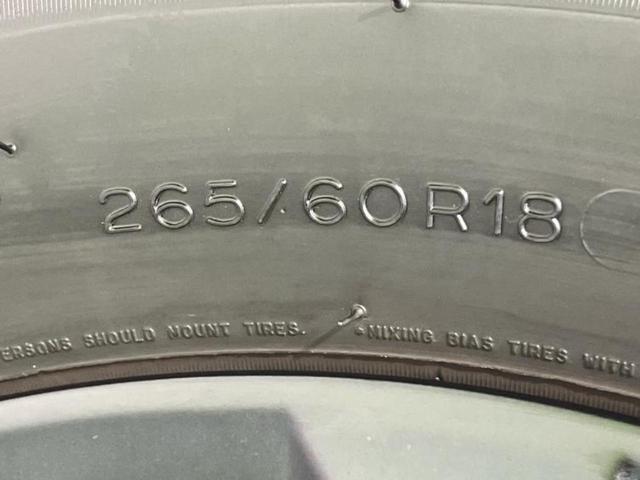 265/60R18
ERSONS SHOULD MOUNT TIRES. •MIXING BIAS TIRES WITH